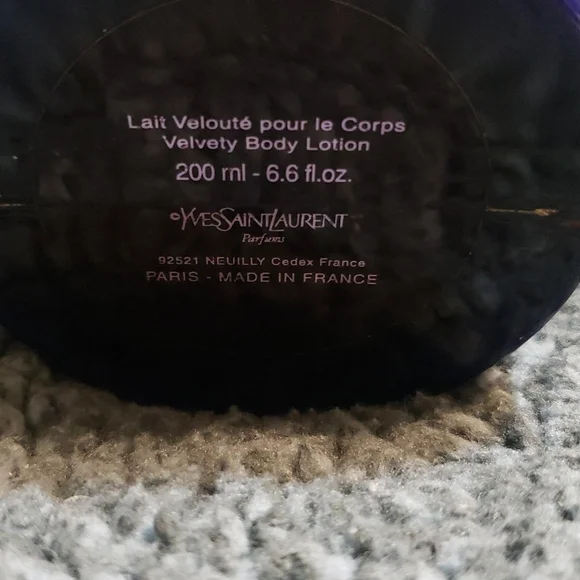 Lait Velouté pour le Corps
Velvety Body Lotion
200 ml - 6.6 fl.oz.
©YVESSAINTLAURENT
Parfums
92521 NEUILLY Cedex France
PARIS - MADE IN FRANCE